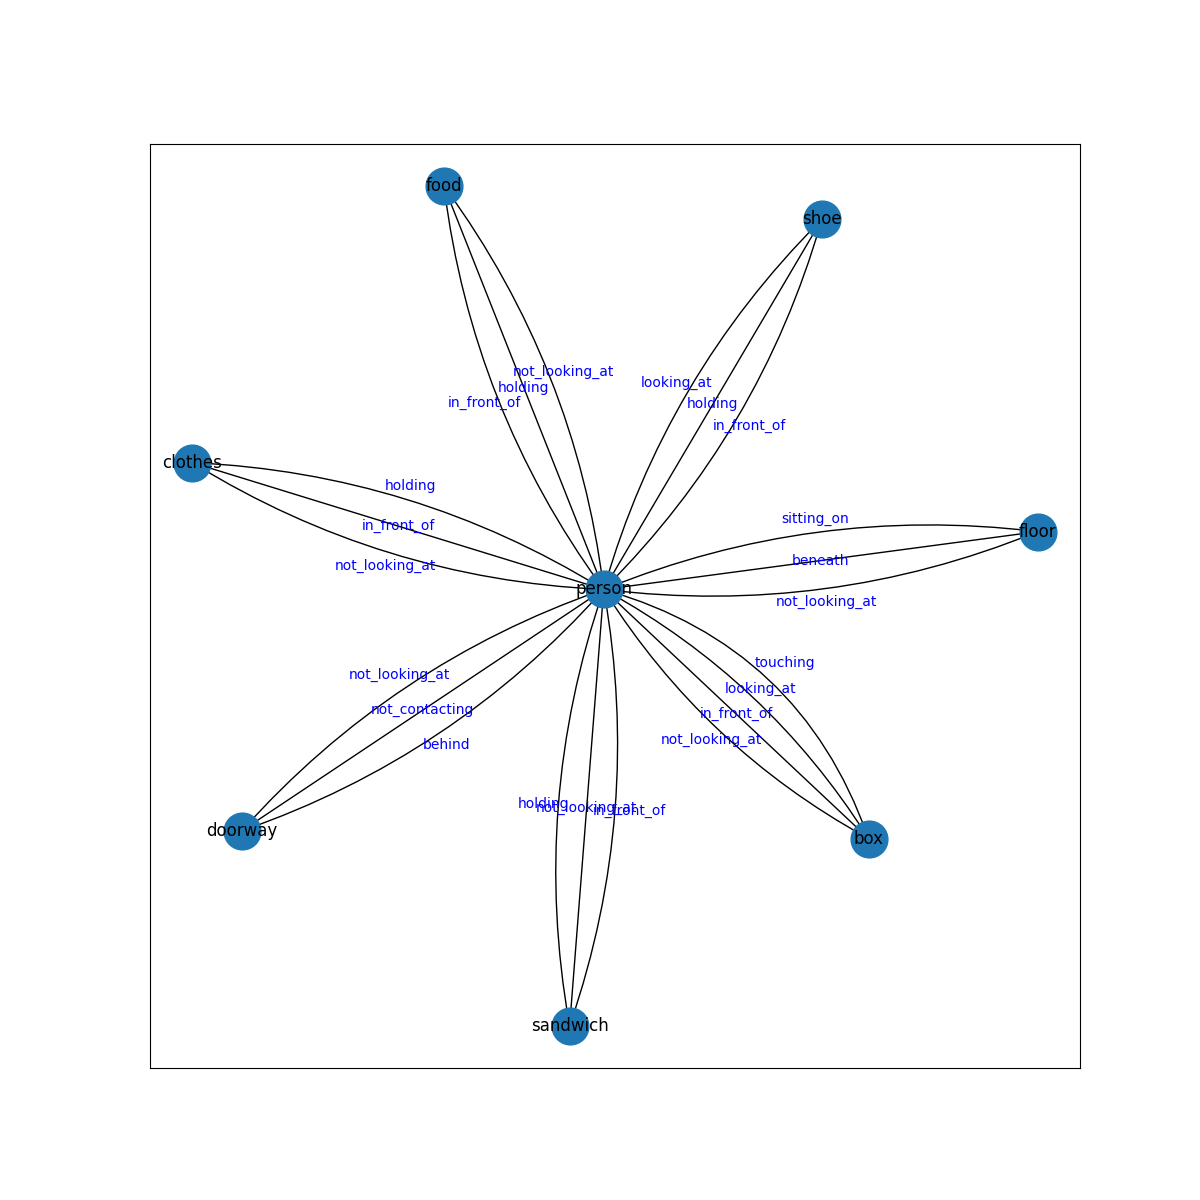 food
shoe
not_looking_at
looking_at
holding
in_front_of
holding
in_front_of
clothes
holding
sitting_on
in_front_of
floor
beneath
not_looking_at
person
not_looking_at
touching
not_looking_at
looking_at
not_contacting
in_front_of
behind
not_looking_at
holding
not_looking_at
in_front_of
doorway
box
sandwich